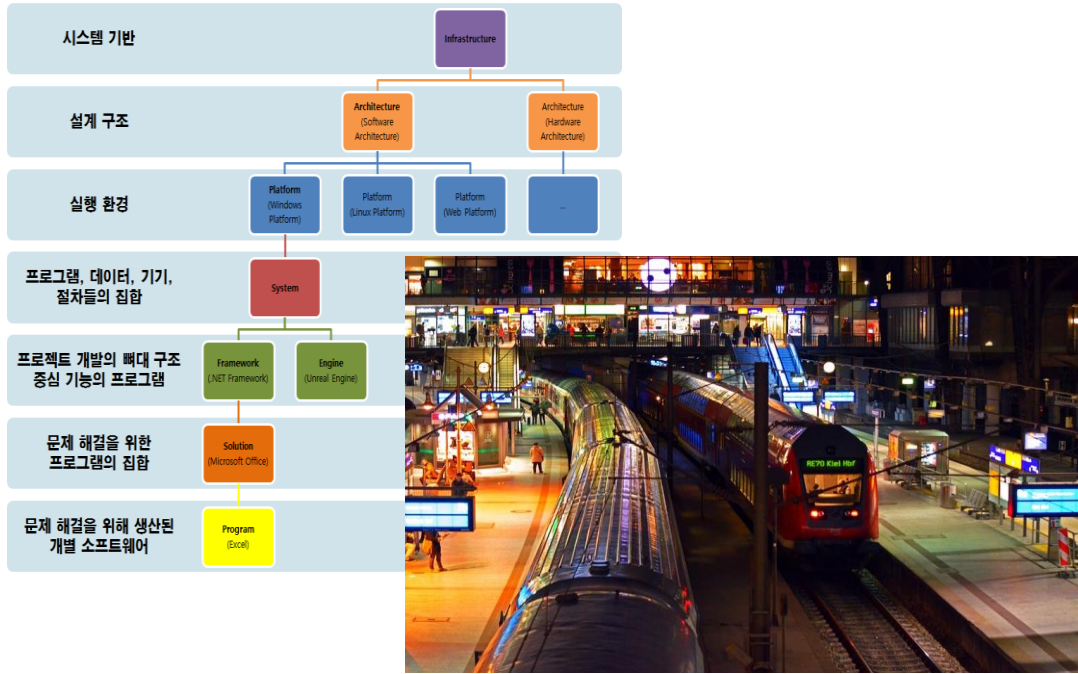 시스템 기반
Infrastructure
설계 구조
Architecture
(Software
Architecture)
Architecture
(Hardware
Architecture)
실행 환경
Platform
(Windows
Platform)
Platform
(Linux Platform)
Platform
(Web Platform)
...
프로그램, 데이터, 기기,
절차들의 집합
System
프로젝트 개발의 뼈대 구조
중심 기능의 프로그램
Framework
(.NET Framework)
Engine
(Unreal Engine)
문제 해결을 위한
프로그램의 집합
Solution
(Microsoft Office)
문제 해결을 위해 생산된
개별 소프트웨어
Program
(Excel)
RE70 Kiel Hbf